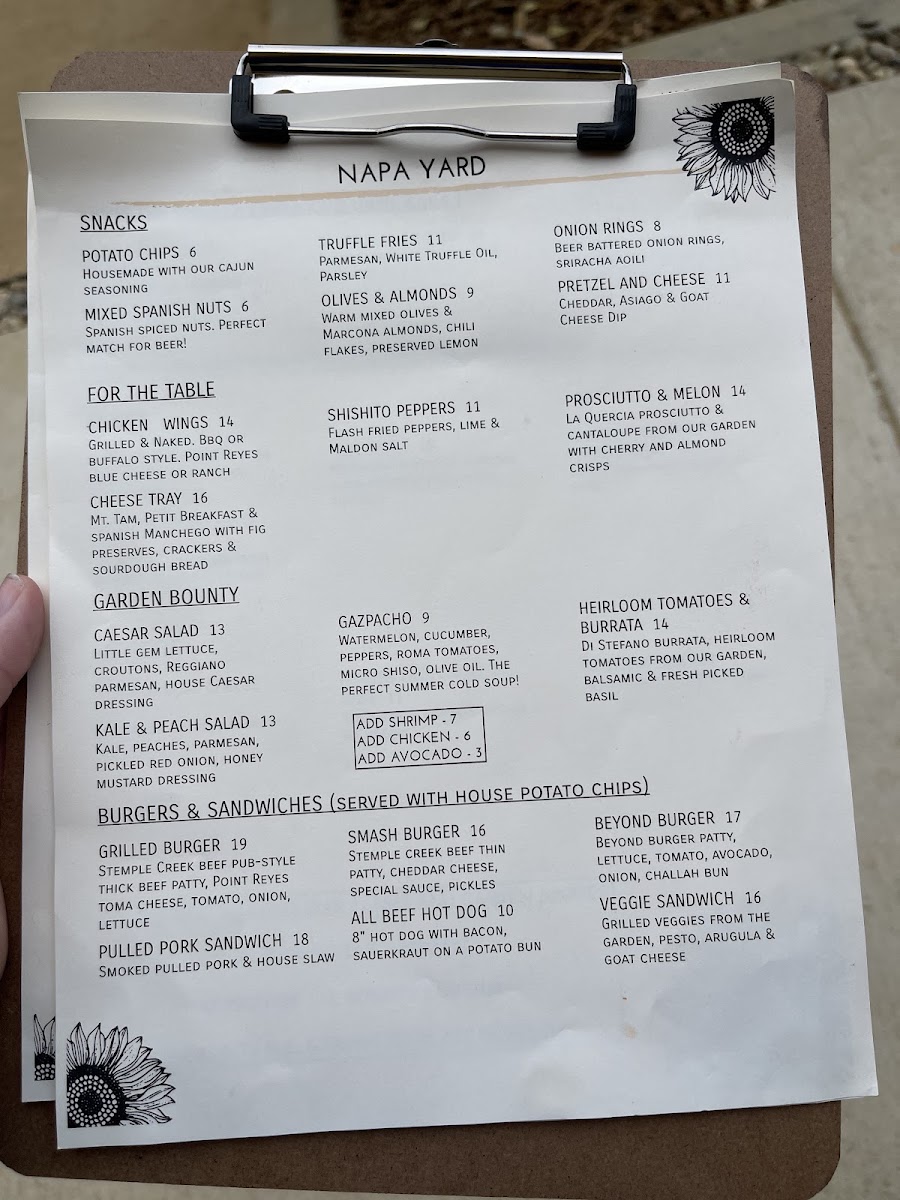 NAPA YARD
SNACKS
POTATO CHIPS 6
HOUSEMADE WITH OUR CAJUN
SEASONING
MIXED SPANISH NUTS 6
SPANISH SPICED NUTS. PERFECT
MATCH FOR BEER!
TRUFFLE FRIES 11
PARMESAN, WHITE TRUFFLE OIL,
PARSLEY
OLIVES & ALMONDS 9
WARM MIXED OLIVES &
MARCONA ALMONDS, CHILI
FLAKES, PRESERVED LEMON
ONION RINGS 8
BEER BATTERED ONION RINGS,
SRIRACHA AOILI
PRETZEL AND CHEESE 11
CHEDDAR, ASIAGO & GOAT
CHEESE DIP
FOR THE TABLE
CHICKEN WINGS 14
GRILLED & NAKED. BBQ OR
BUFFALO STYLE. POINT REYES
BLUE CHEESE OR RANCH
CHEESE TRAY 16
MT. TAM, PETIT BREAKFAST &
SPANISH MANCHEGO WITH FIG
PRESERVES, CRACKERS &
SOURDOUGH BREAD
SHISHITO PEPPERS 11
FLASH FRIED PEPPERS, LIME &
MALDON SALT
PROSCIUTTO & MELON 14
LA QUERCIA PROSCIUTTO &
CANTALOUPE FROM OUR GARDEN
WITH CHERRY AND ALMOND
CRISPS
GARDEN BOUNTY
CAESAR SALAD 13
LITTLE GEM LETTUCE,
CROUTONS, REGGIANO
PARMESAN, HOUSE CAESAR
DRESSING
KALE & PEACH SALAD 13
KALE, PEACHES, PARMESAN,
PICKLED RED ONION, HONEY
MUSTARD DRESSING
GAZPACHO 9
WATERMELON, CUCUMBER,
PEPPERS, ROMA TOMATOES,
MICRO SHISO, OLIVE OIL. THE
PERFECT SUMMER COLD SOUP!
ADD SHRIMP - 7
ADD CHICKEN - 6
ADD AVOCADO - 3
HEIRLOOM TOMATOES &
BURRATA 14
DI STEFANO BURRATA, HEIRLOOM
TOMATOES FROM OUR GARDEN,
BALSAMIC & FRESH PICKED
BASIL
BURGERS & SANDWICHES (SERVED WITH HOUSE POTATO CHIPS)
GRILLED BURGER 19
STEMPLE CREEK BEEF PUB-STYLE
THICK BEEF PATTY, POINT REYES
TOMA CHEESE, TOMATO, ONION,
LETTUCE
PULLED PORK SANDWICH 18
SMOKED PULLED PORK & HOUSE SLAW
SMASH BURGER 16
STEMPLE CREEK BEEF THIN
PATTY, CHEDDAR CHEESE,
SPECIAL SAUCE, PICKLES
ALL BEEF HOT DOG 10
8" HOT DOG WITH BACON,
SAUERKRAUT ON A POTATO BUN
BEYOND BURGER 17
BEYOND BURGER PATTY,
LETTUCE, TOMATO, AVOCADO,
ONION, CHALLAH BUN
VEGGIE SANDWICH 16
GRILLED VEGGIES FROM THE
GARDEN, PESTO, ARUGULA &
GOAT CHEESE